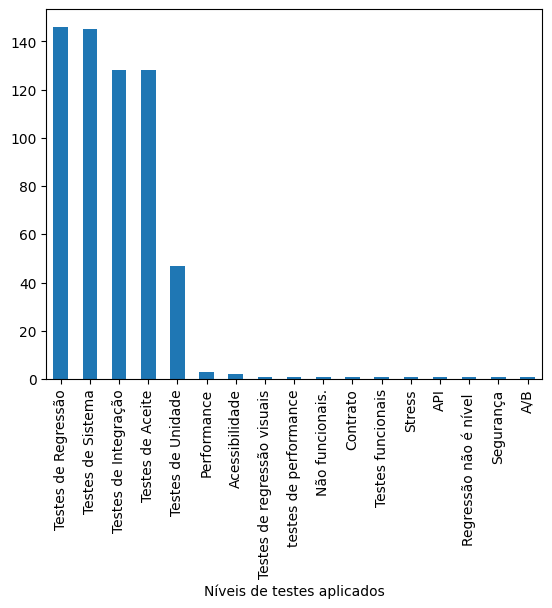 140
120
100
80
60
40
20
0
Testes de Regressão
Testes de Sistema
Testes de Integração
Testes de Aceite
Testes de Unidade
Performance
Acessibilidade
Testes de regressão visuais
testes de performance
Não funcionais.
Contrato
Testes funcionais
Stress
API
Regressão não é nível
Segurança
A/B
Níveis de testes aplicados